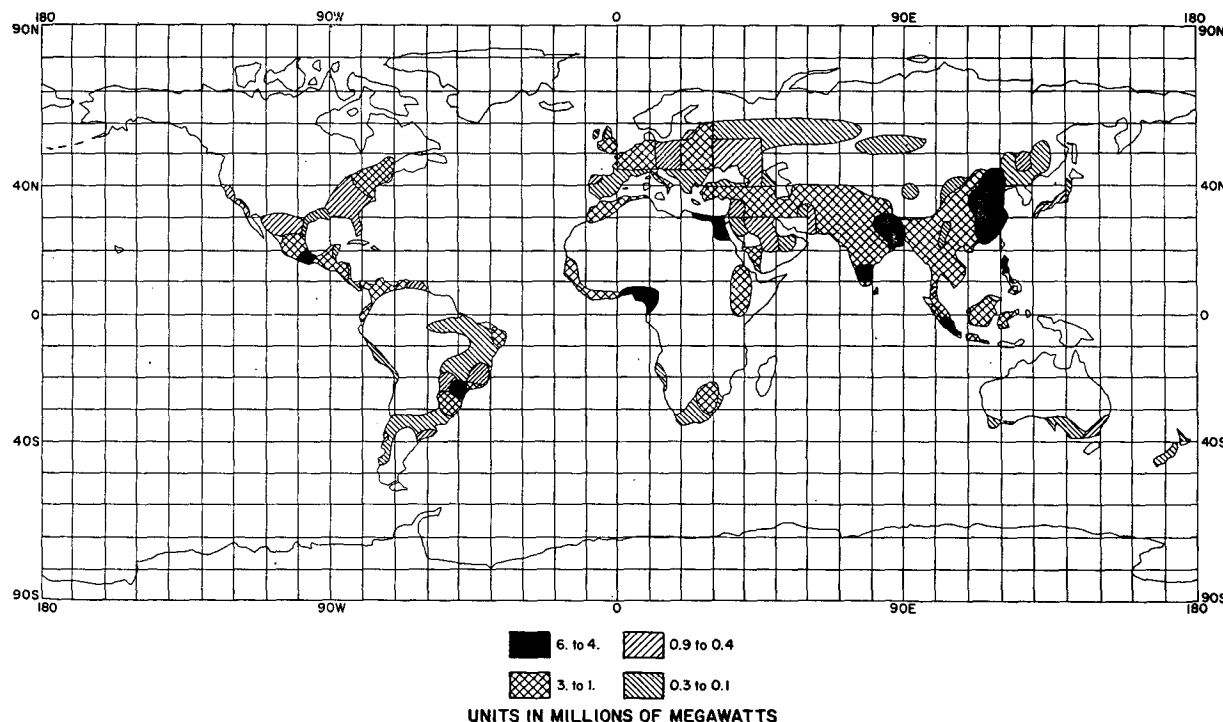 180 90W 0 90E 180
90N 90N
40N 40N
0 0
40S 40S
90S 90S
180 90W 0 90E 180
6. to 4. 0.9 to 0.4
3. to 1. 0.3 to 0.1
UNITS IN MILLIONS OF MEGAWATTS